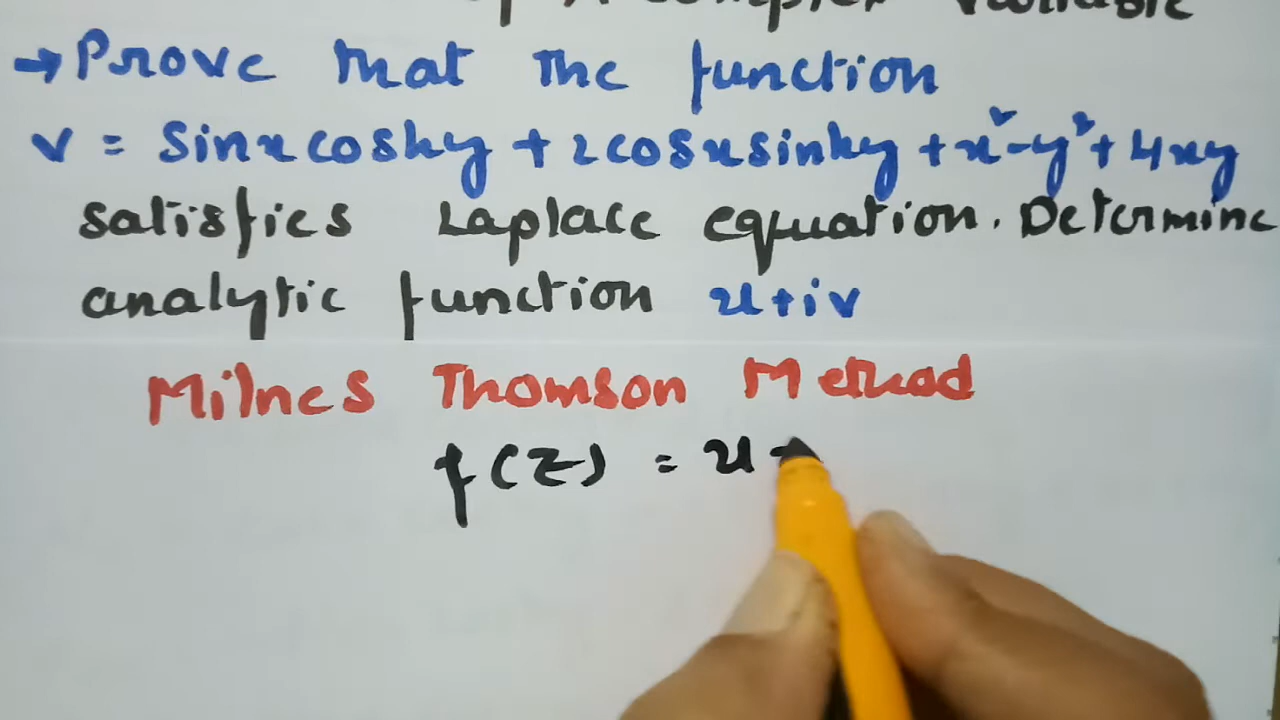 → Prove that the function
v = sinx coshy + 2cosx sinhy + x² - y² + 4xy
satisfies Laplace equation. Determine
analytic function u+iv
Milnes Thomson Method
f(z) = u